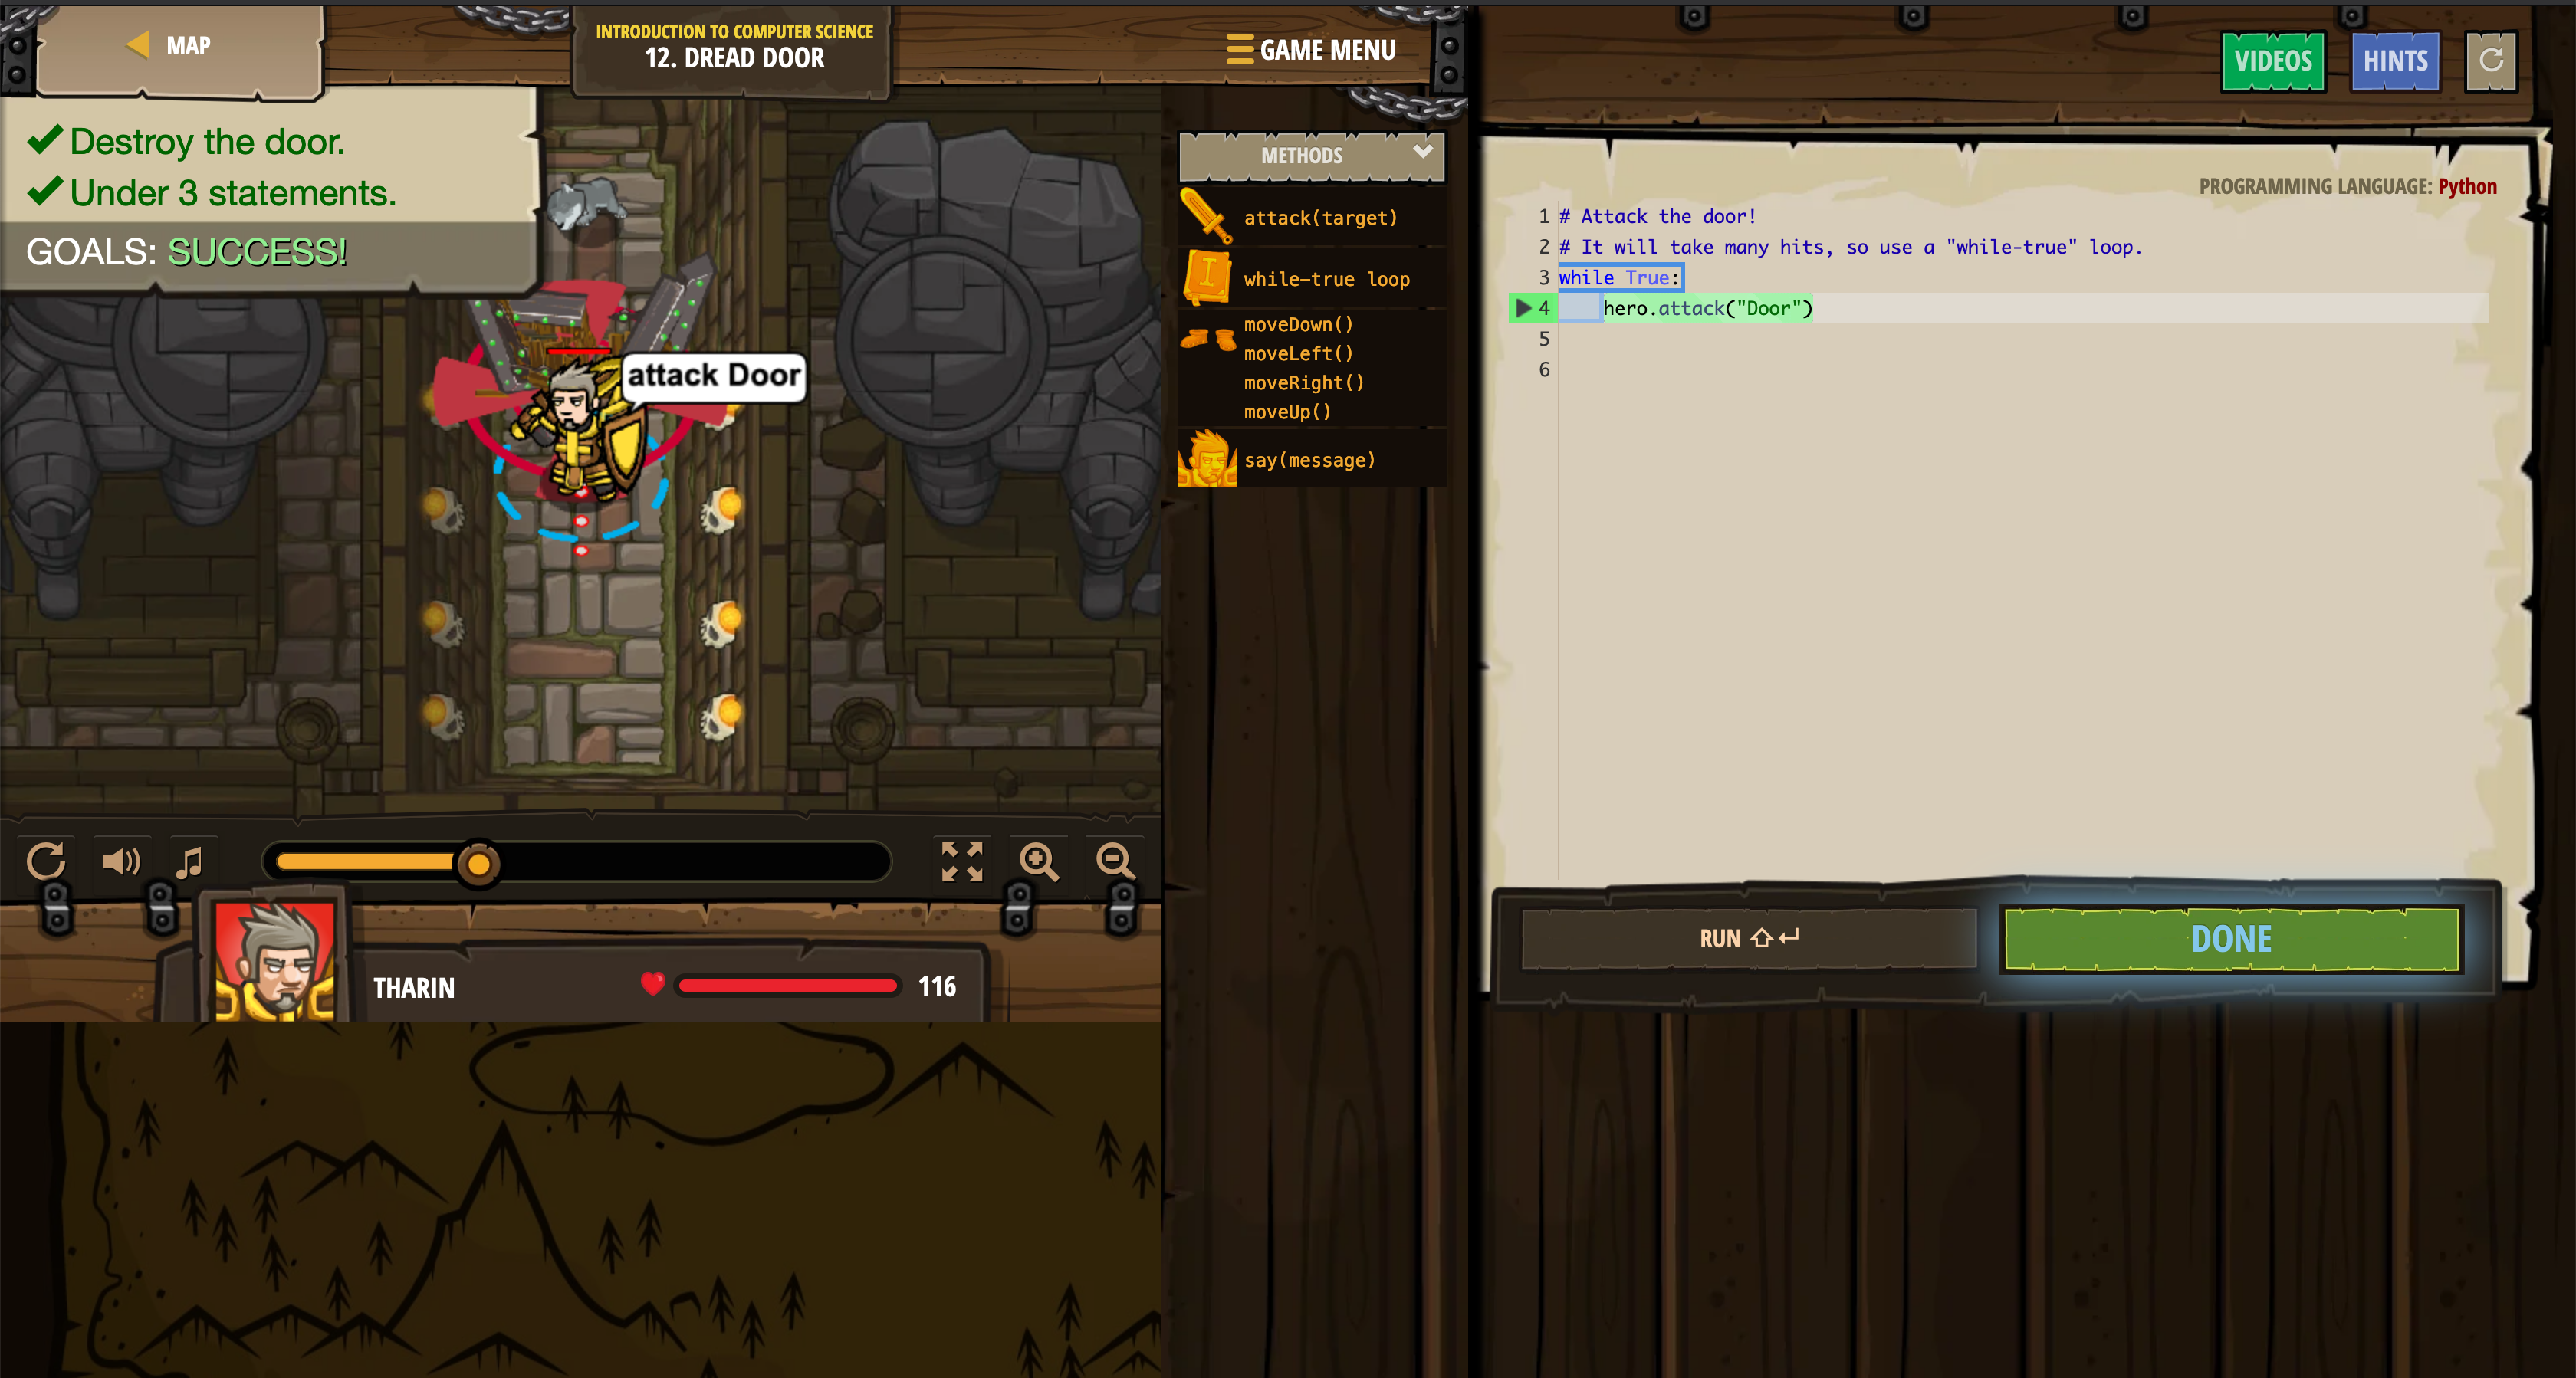 MAP
INTRODUCTION TO COMPUTER SCIENCE
12. DREAD DOOR
GAME MENU
VIDEOS
HINTS
Destroy the door.
Under 3 statements.
GOALS: SUCCESS!
attack Door
METHODS
attack(target)
while-true loop
moveDown()
moveLeft()
moveRight()
moveUp()
say(message)
PROGRAMMING LANGUAGE: Python
1 # Attack the door!
2 # It will take many hits, so use a "while-true" loop.
3 while True:
4 hero.attack("Door")
5
6
RUN ⇧↵
DONE
THARIN
116